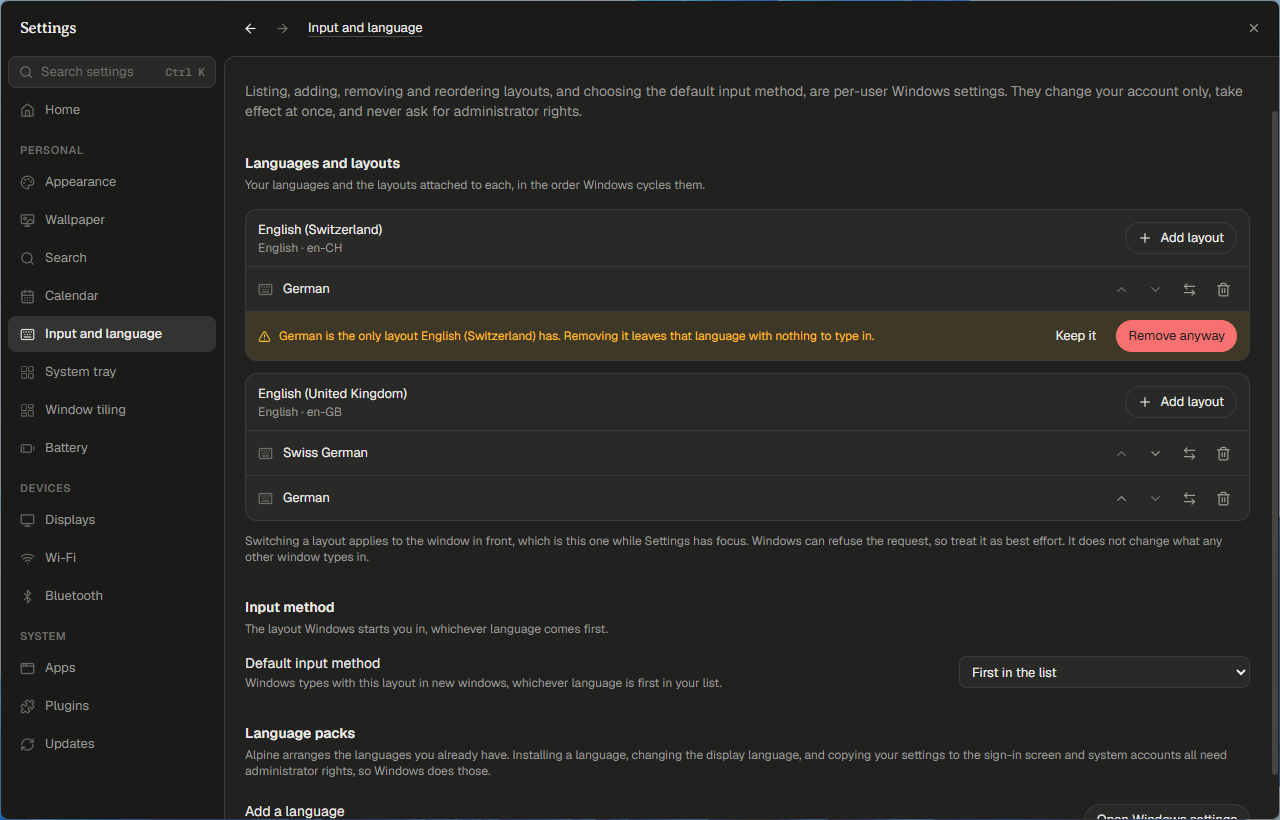 Settings
Input and language
Search settings
Ctrl K
Home
PERSONAL
Appearance
Wallpaper
Search
Calendar
Input and language
System tray
Window tiling
Battery
DEVICES
Displays
Wi-Fi
Bluetooth
SYSTEM
Apps
Plugins
Updates
Listing, adding, removing and reordering layouts, and choosing the default input method, are per-user Windows settings. They change your account only, take
effect at once, and never ask for administrator rights.
Languages and layouts
Your languages and the layouts attached to each, in the order Windows cycles them.
English (Switzerland)
English · en-CH
Add layout
German
German is the only layout English (Switzerland) has. Removing it leaves that language with nothing to type in.
Keep it
Remove anyway
English (United Kingdom)
English · en-GB
Add layout
Swiss German
German
Switching a layout applies to the window in front, which is this one while Settings has focus. Windows can refuse the request, so treat it as best effort. It does not change what any
other window types in.
Input method
The layout Windows starts you in, whichever language comes first.
Default input method
Windows types with this layout in new windows, whichever language is first in your list.
First in the list
Language packs
Alpine arranges the languages you already have. Installing a language, changing the display language, and copying your settings to the sign-in screen and system accounts all need
administrator rights, so Windows does those.
Add a language
Open Windows settings